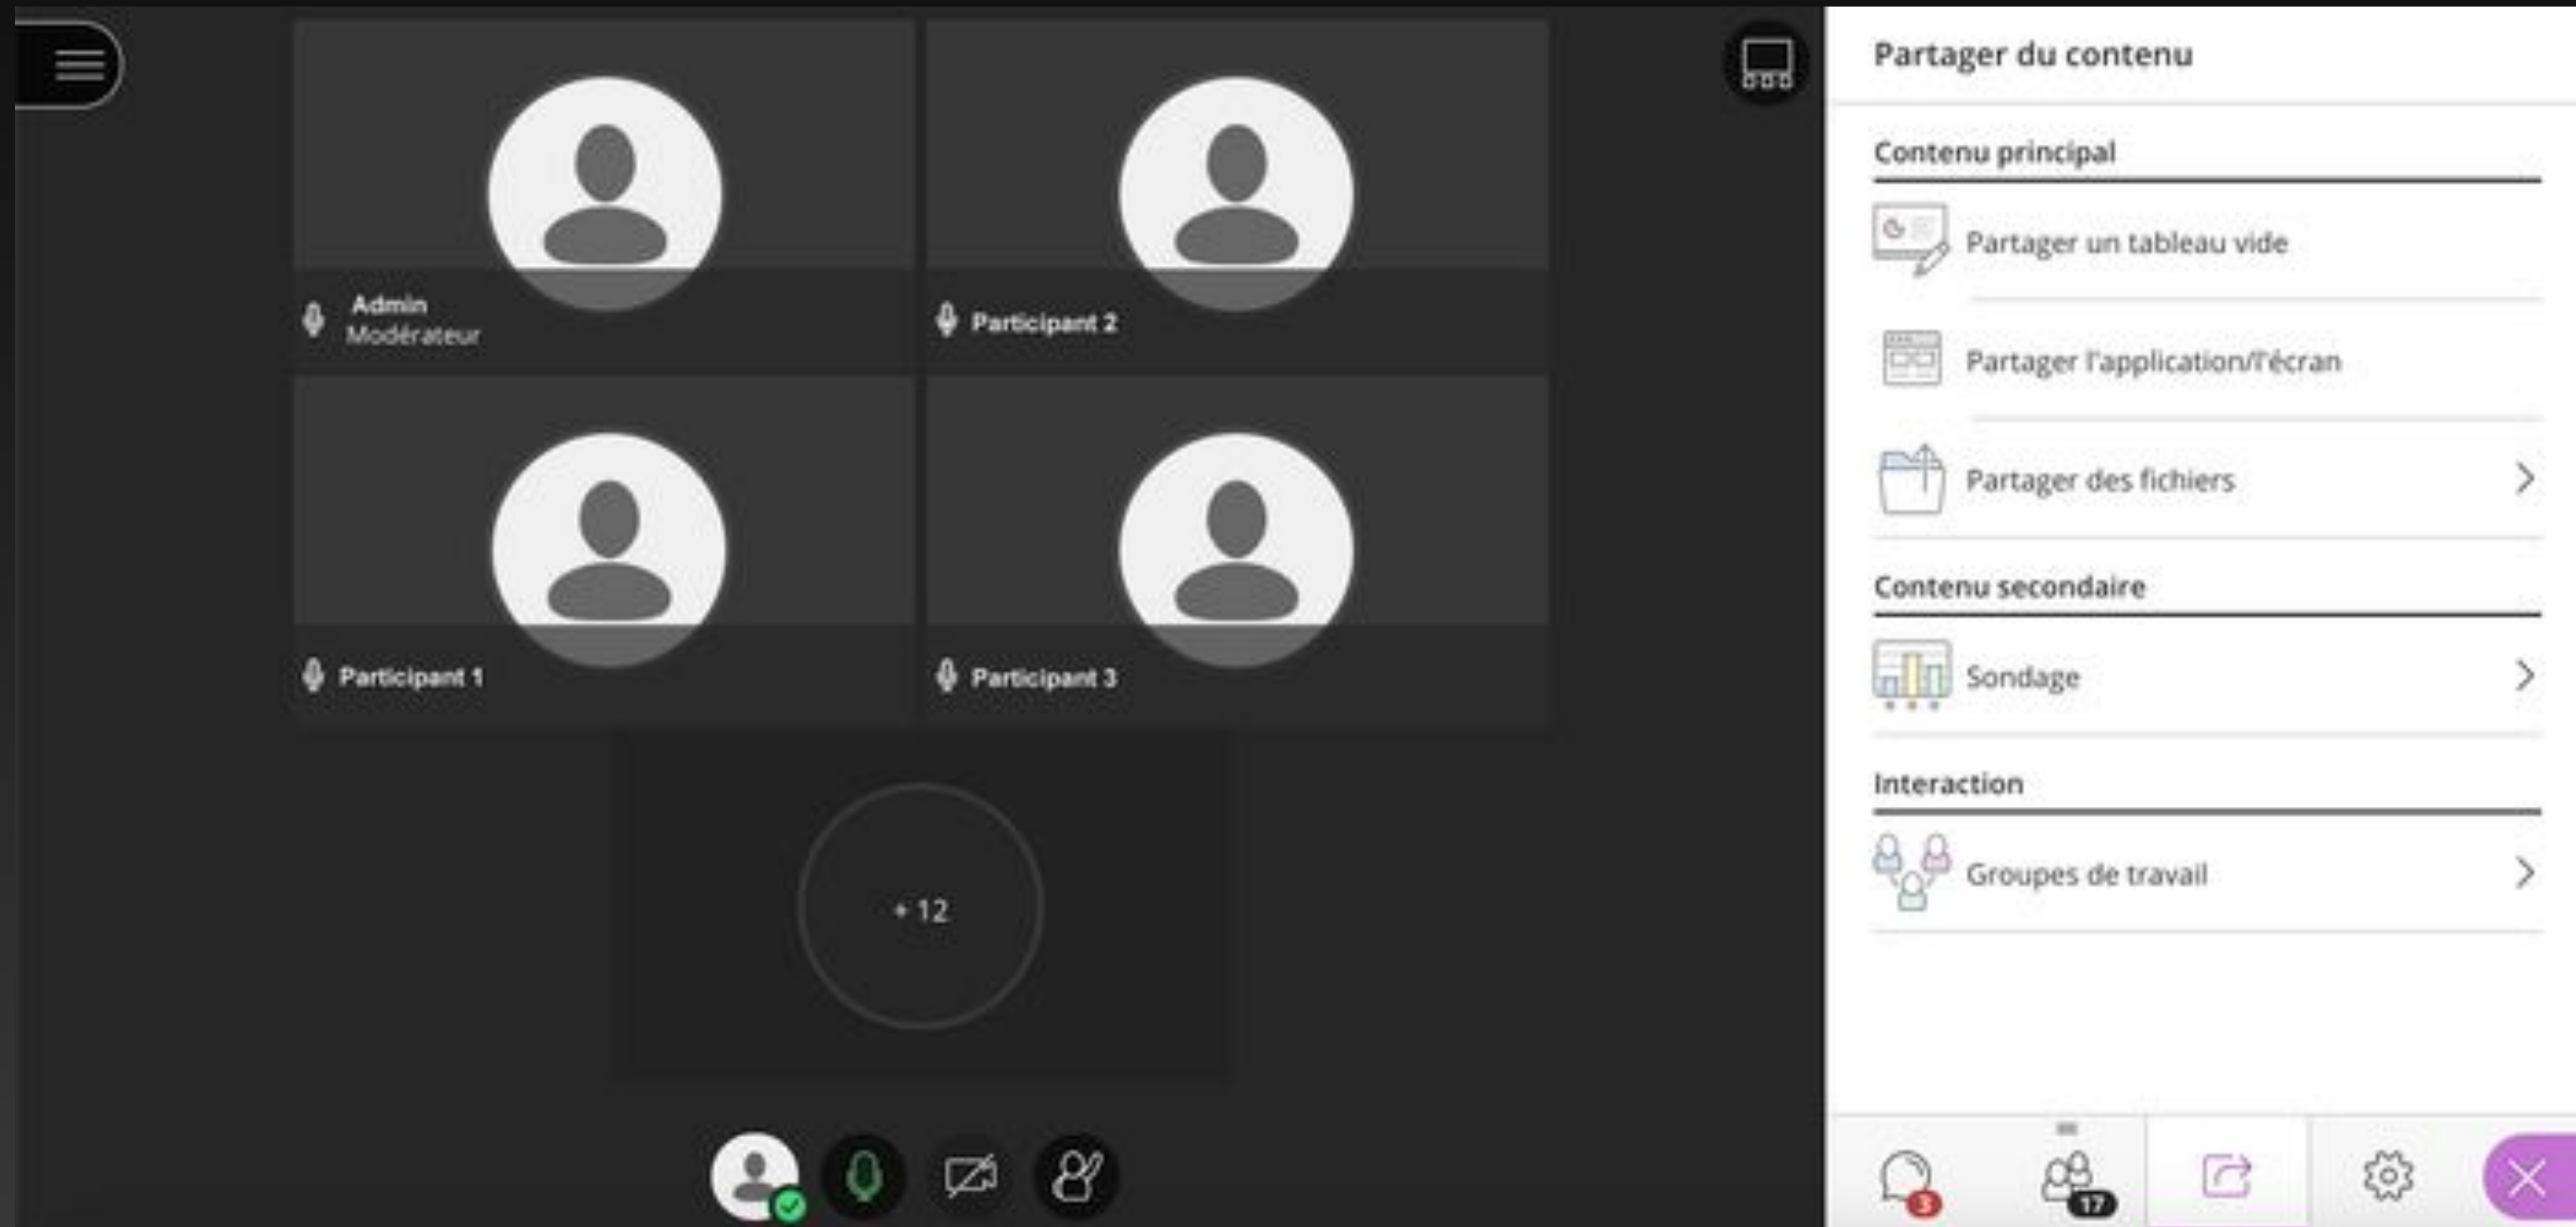 Admin
Modérateur
Participant 2
Participant 1
Participant 3
+ 12
Partager du contenu
Contenu principal
Partager un tableau vide
Partager l'application/l'écran
Partager des fichiers
Contenu secondaire
Sondage
Interaction
Groupes de travail
3
17